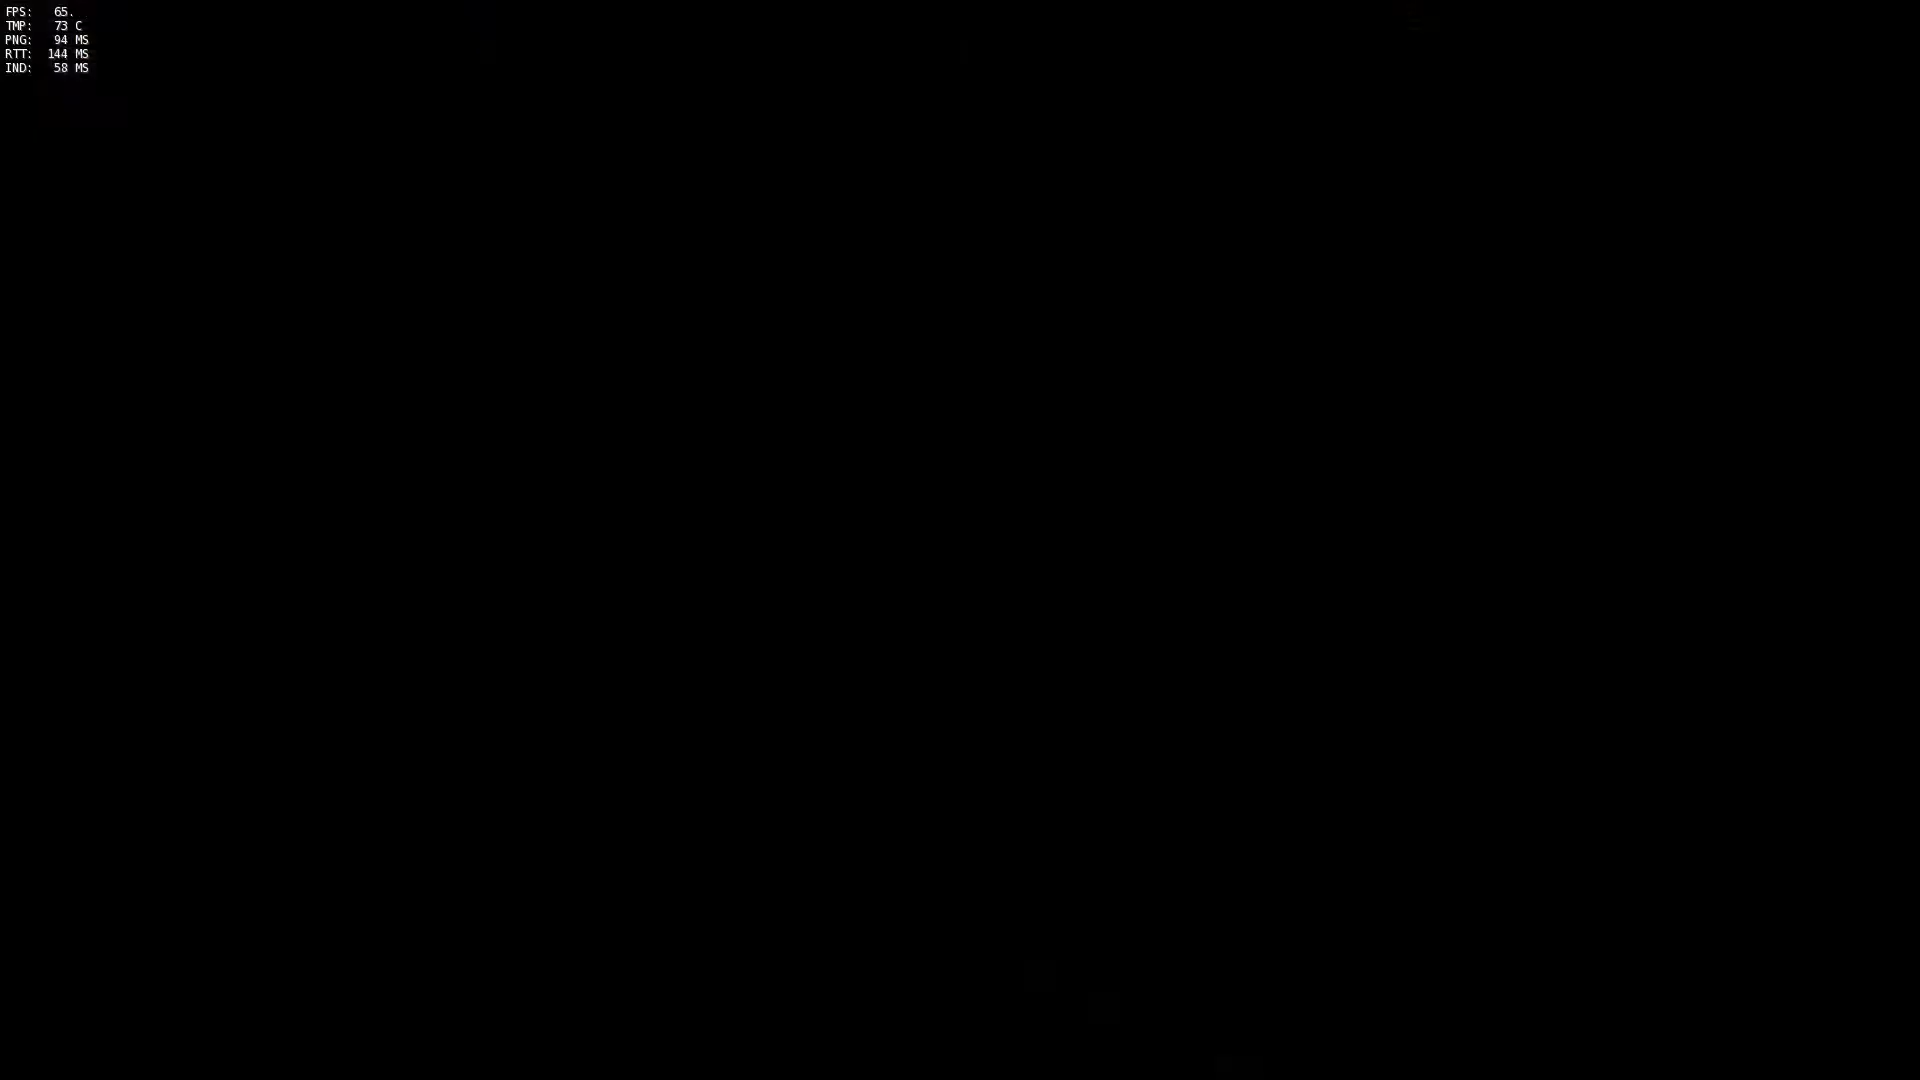 FPS: 65.
TMP: 73 C
PNG: 94 MS
RTT: 144 MS
IND: 58 MS